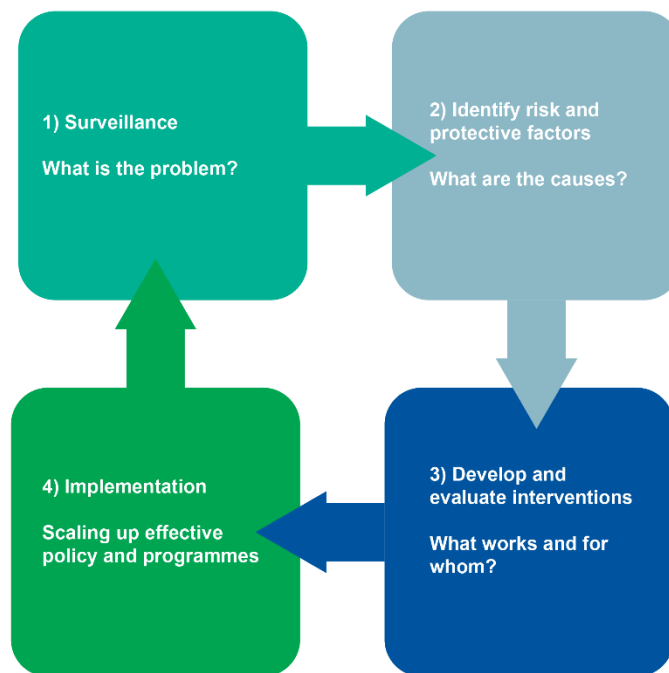 1) Surveillance
What is the problem?
2) Identify risk and
protective factors
What are the causes?
3) Develop and
evaluate interventions
What works and for
whom?
4) Implementation
Scaling up effective
policy and programmes